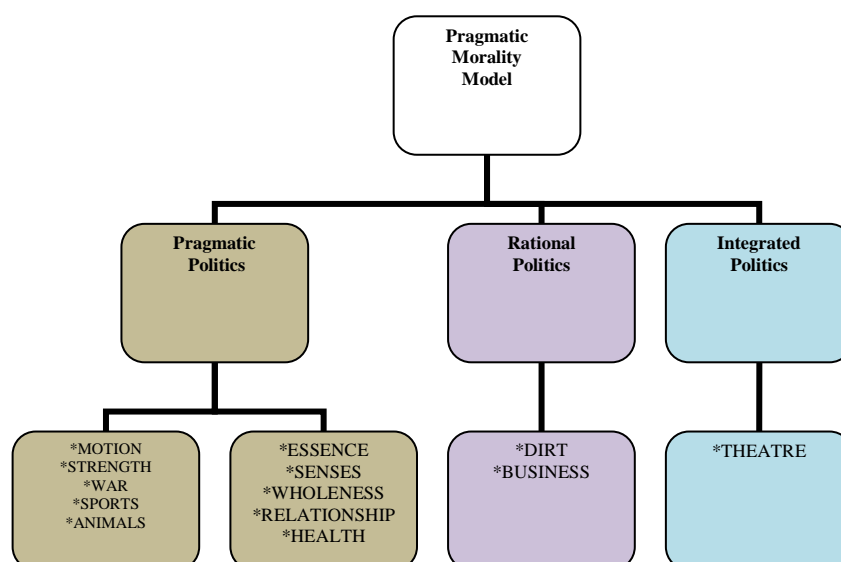 Pragmatic
Morality
Model
Pragmatic
Politics
Rational
Politics
Integrated
Politics
*MOTION
*STRENGTH
*WAR
*SPORTS
*ANIMALS
*ESSENCE
*SENSES
*WHOLENESS
*RELATIONSHIP
*HEALTH
*DIRT
*BUSINESS
*THEATRE